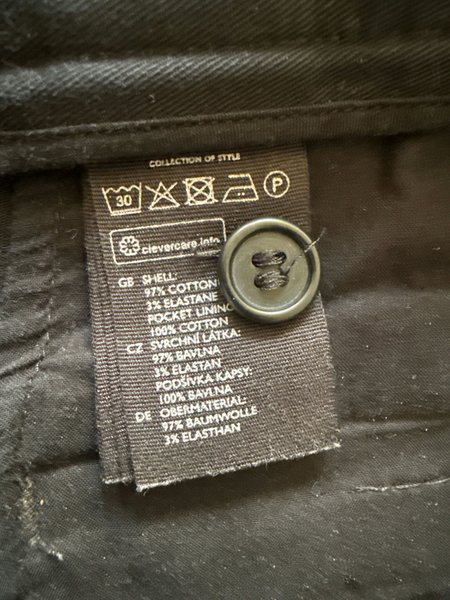 COLLECTION OF STYLE
30 P
clevercare.info
GB SHELL:
97% COTTON
3% ELASTANE
POCKET LINING
100% COTTON
CZ SVRCHNÍ LÁTKA:
97% BAVLNA
3% ELASTAN
PODŠÍVKA KAPSY:
100% BAVLNA
DE OBERMATERIAL:
97% BAUMWOLLE
3% ELASTHAN